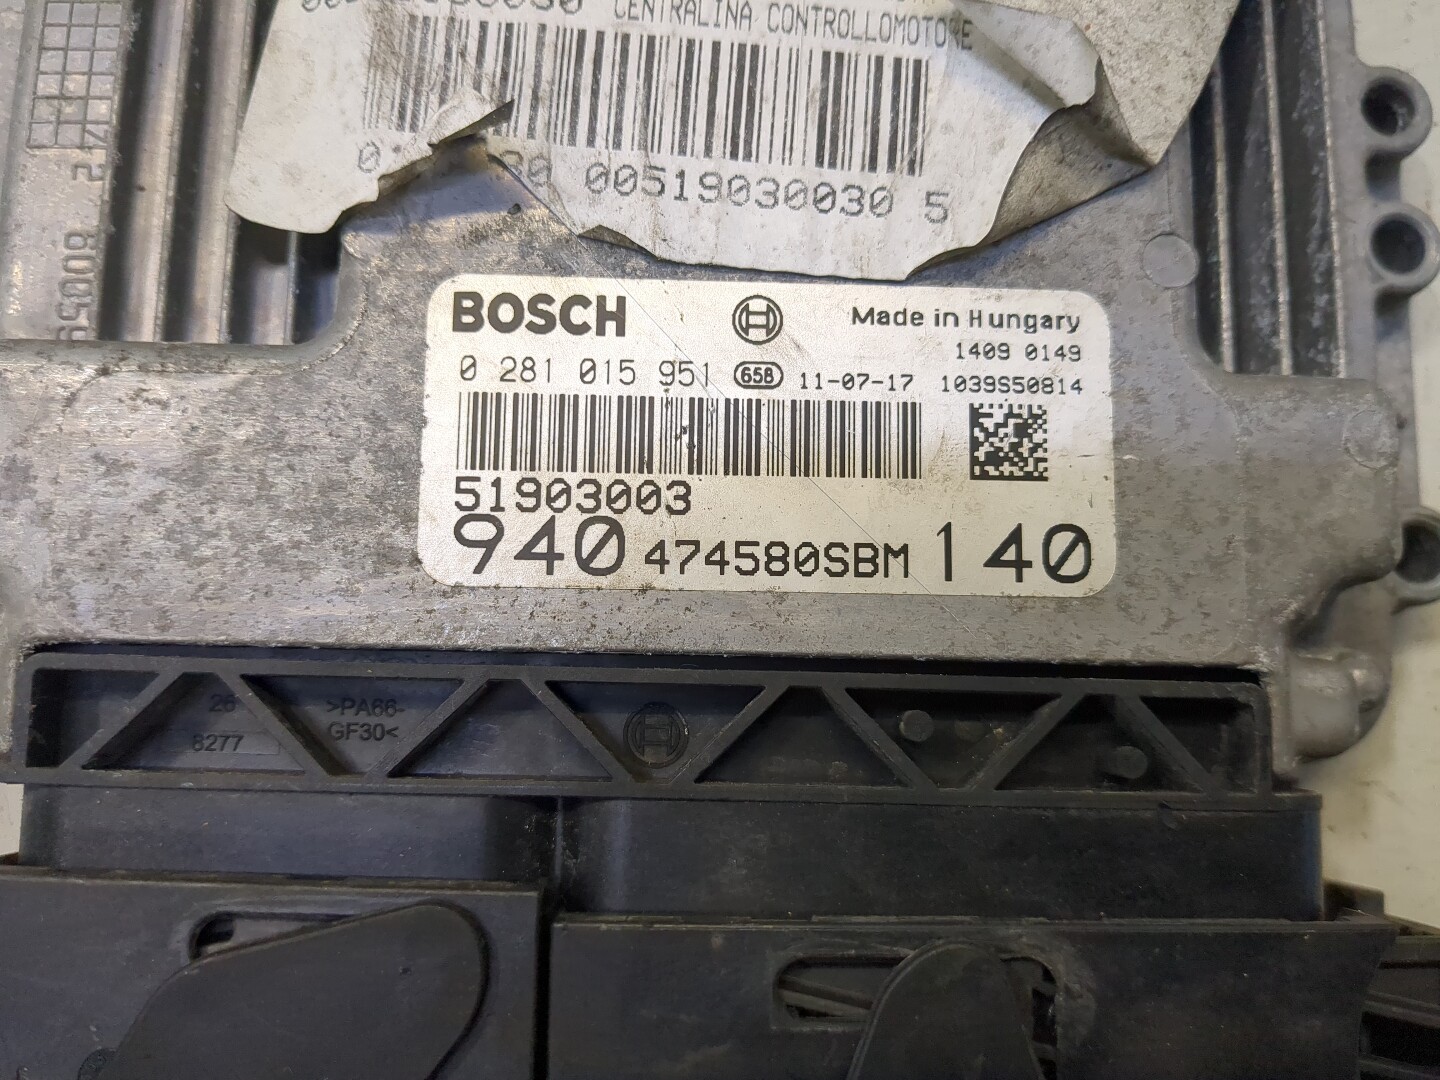 CENTRALINA CONTROLLOMOTORE
00519030030 5
BOSCH
Made in Hungary
1409 0149
0 281 015 951 65B 11-07-17 1039S50814
51903003
940 474580SBM 140
26
8277
>PA66-
GF30<